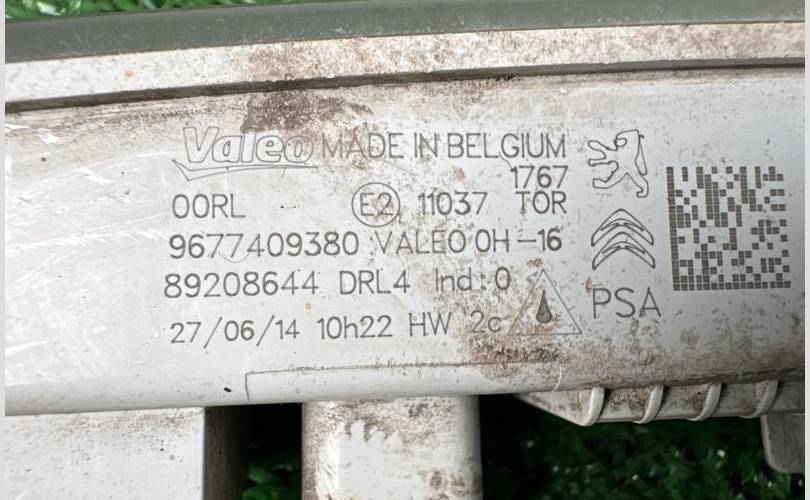 Valeo MADE IN BELGIUM
1767
00RL E2 11037 TOR
9677409380 VALEO 0H-16
89208644 DRL4 Ind:0
27/06/14 10h22 HW 2c
PSA